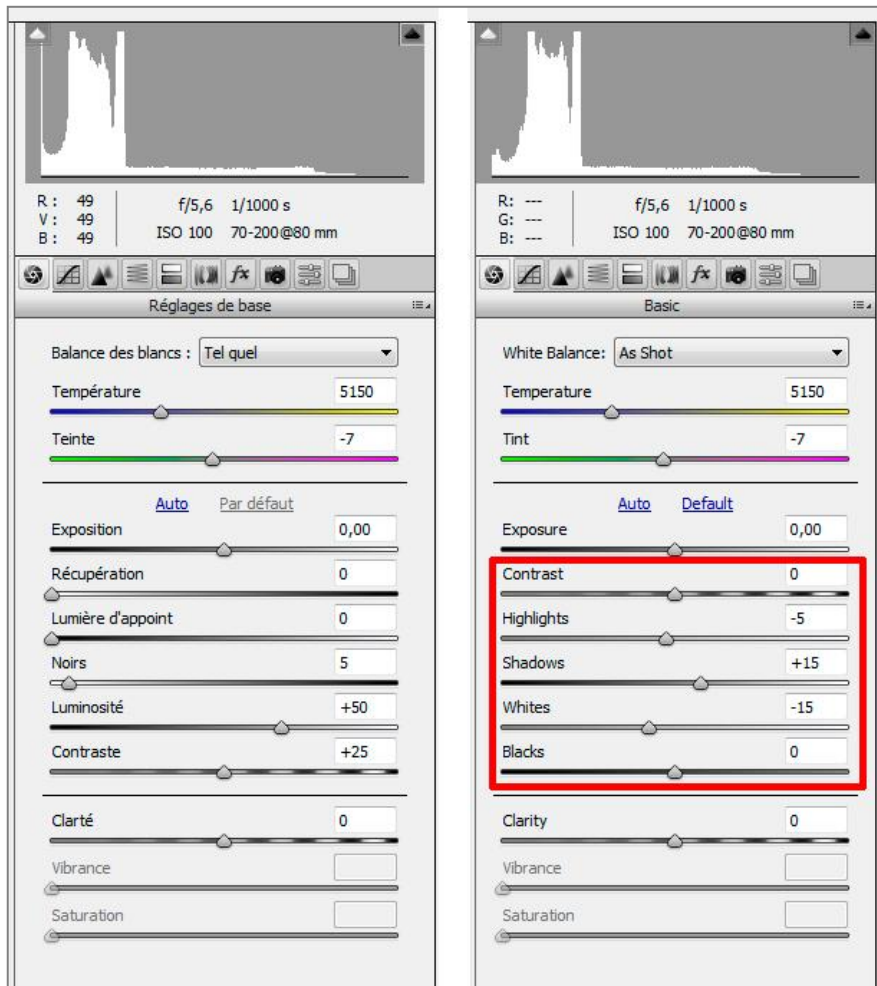 R : 49
V : 49
B : 49
f/5,6 1/1000 s
ISO 100 70-200@80 mm
fx
Réglages de base
Balance des blancs : Tel quel
Température 5150
Teinte -7
Auto Par défaut
Exposition 0,00
Récupération 0
Lumière d'appoint 0
Noirs 5
Luminosité +50
Contraste +25
Clarté 0
Vibrance
Saturation
R: ---
G: ---
B: ---
f/5,6 1/1000 s
ISO 100 70-200@80 mm
fx
Basic
White Balance: As Shot
Temperature 5150
Tint -7
Auto Default
Exposure 0,00
Contrast 0
Highlights -5
Shadows +15
Whites -15
Blacks 0
Clarity 0
Vibrance
Saturation